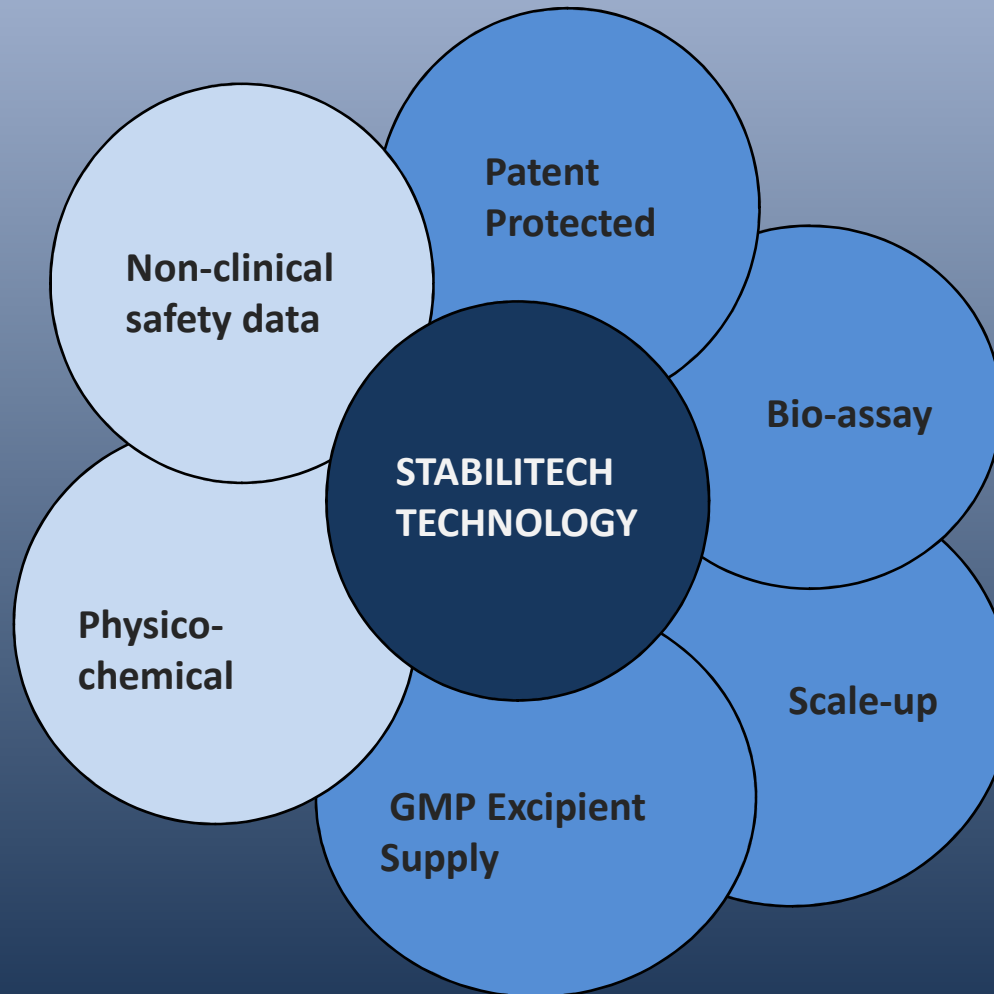 Patent
Protected
Non-clinical
safety data
Bio-assay
STABILITECH
TECHNOLOGY
Physico-
chemical
Scale-up
GMP Excipient
Supply